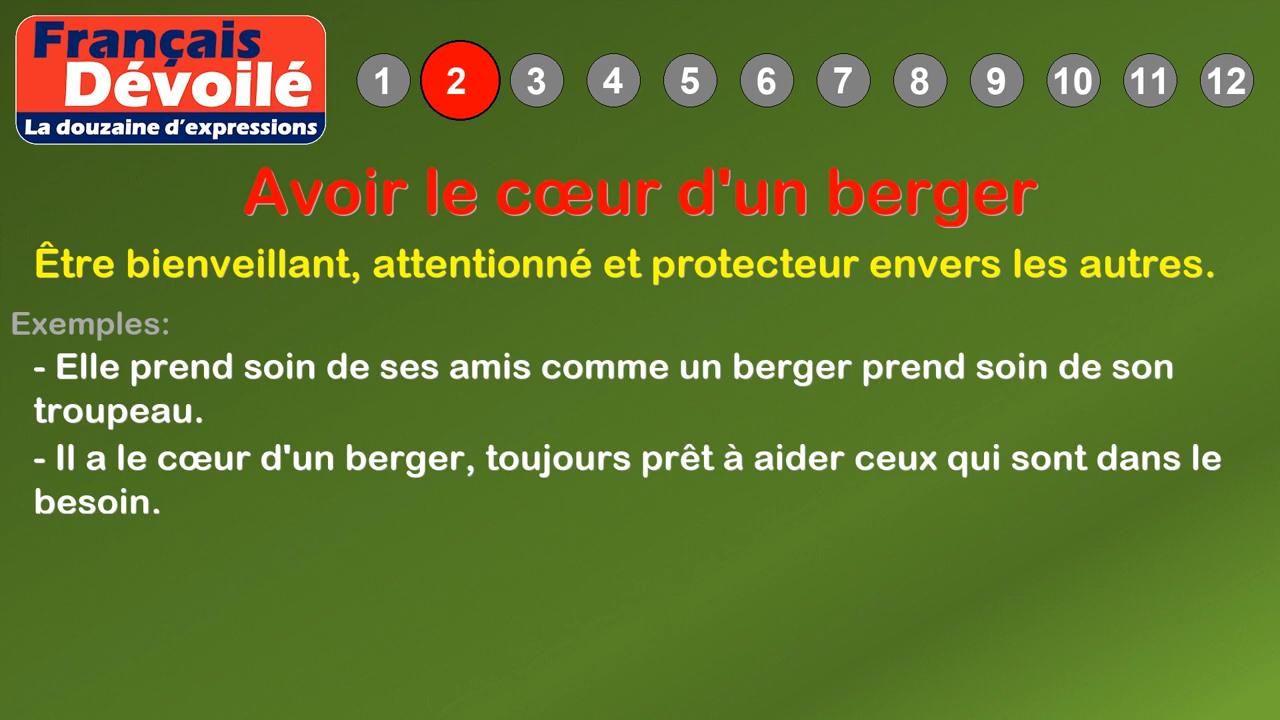 Français
Dévoilé
La douzaine d'expressions
1 2 3 4 5 6 7 8 9 10 11 12
Avoir le cœur d'un berger
Être bienveillant, attentionné et protecteur envers les autres.
Exemples:
- Elle prend soin de ses amis comme un berger prend soin de son
troupeau.
- Il a le cœur d'un berger, toujours prêt à aider ceux qui sont dans le
besoin.